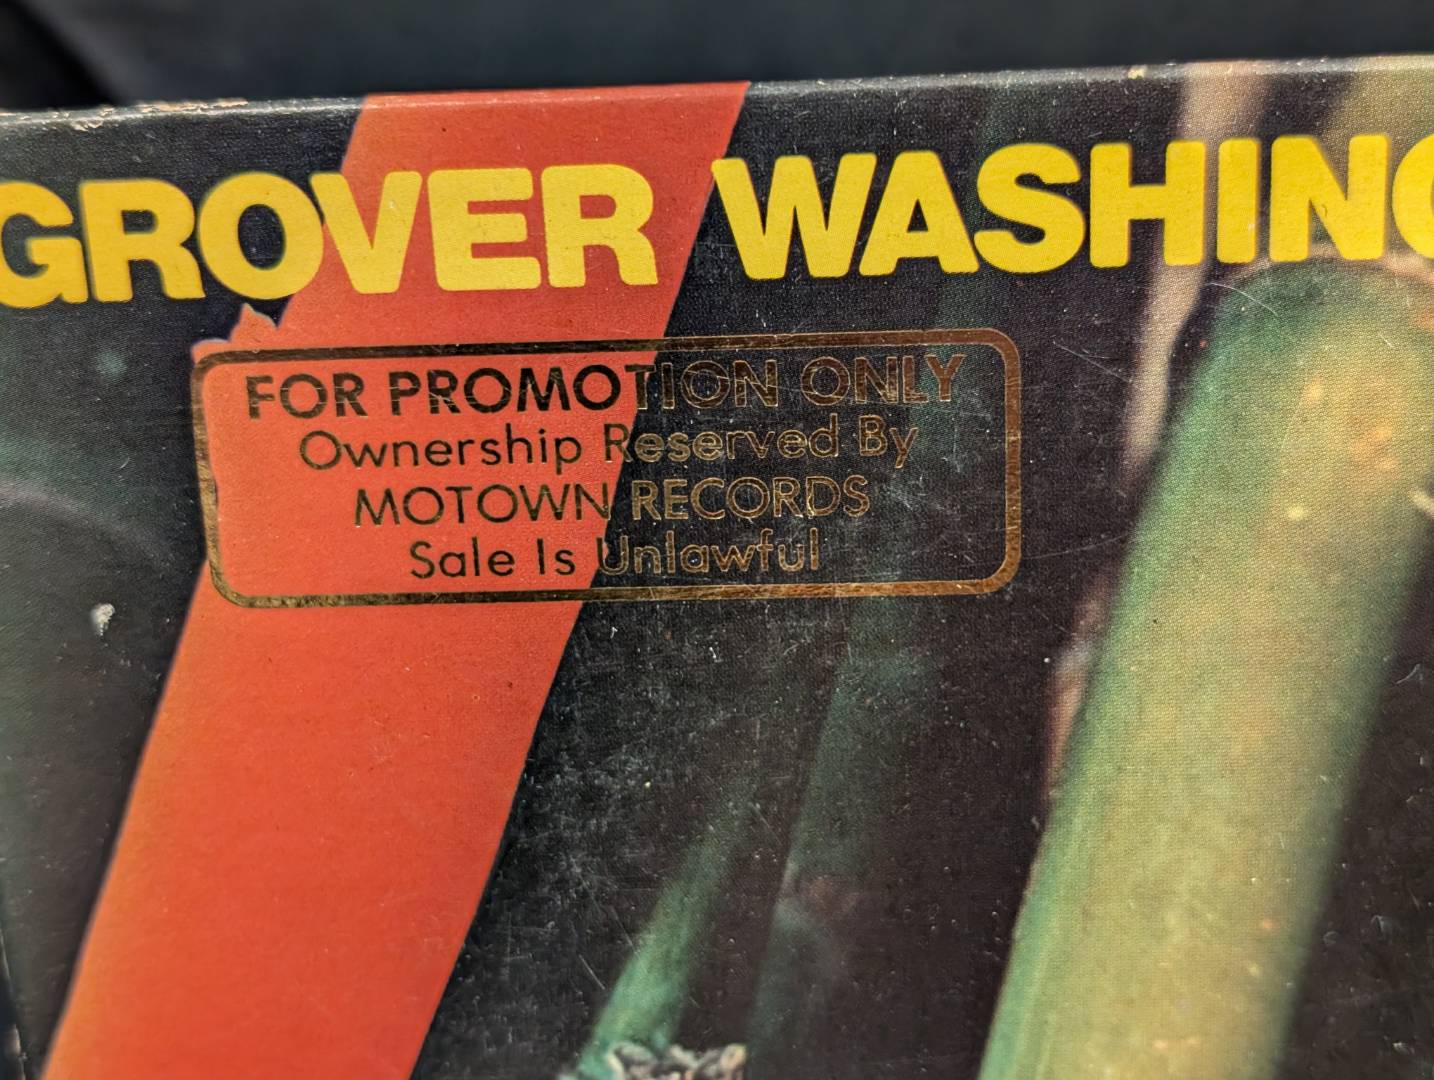 GROVER WASHING
FOR PROMOTION ONLY
Ownership Reserved By
MOTOWN RECORDS
Sale Is Unlawful